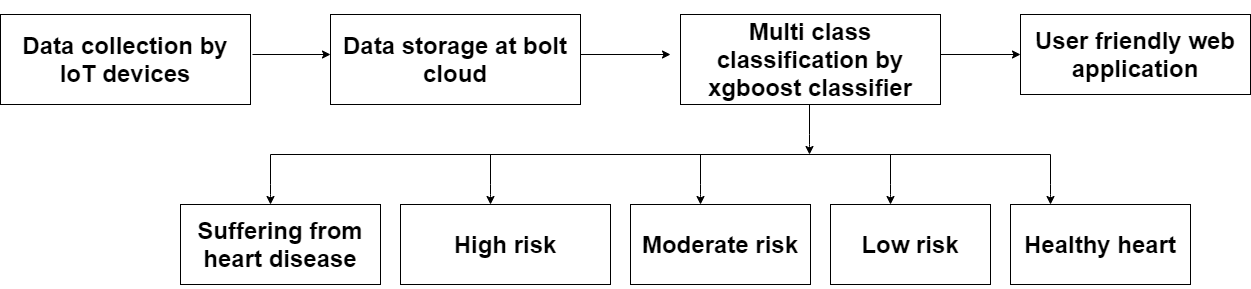 Data collection by
IoT devices
Data storage at bolt
cloud
Multi class
classification by
xgboost classifier
User friendly web
application
Suffering from
heart disease
High risk
Moderate risk
Low risk
Healthy heart